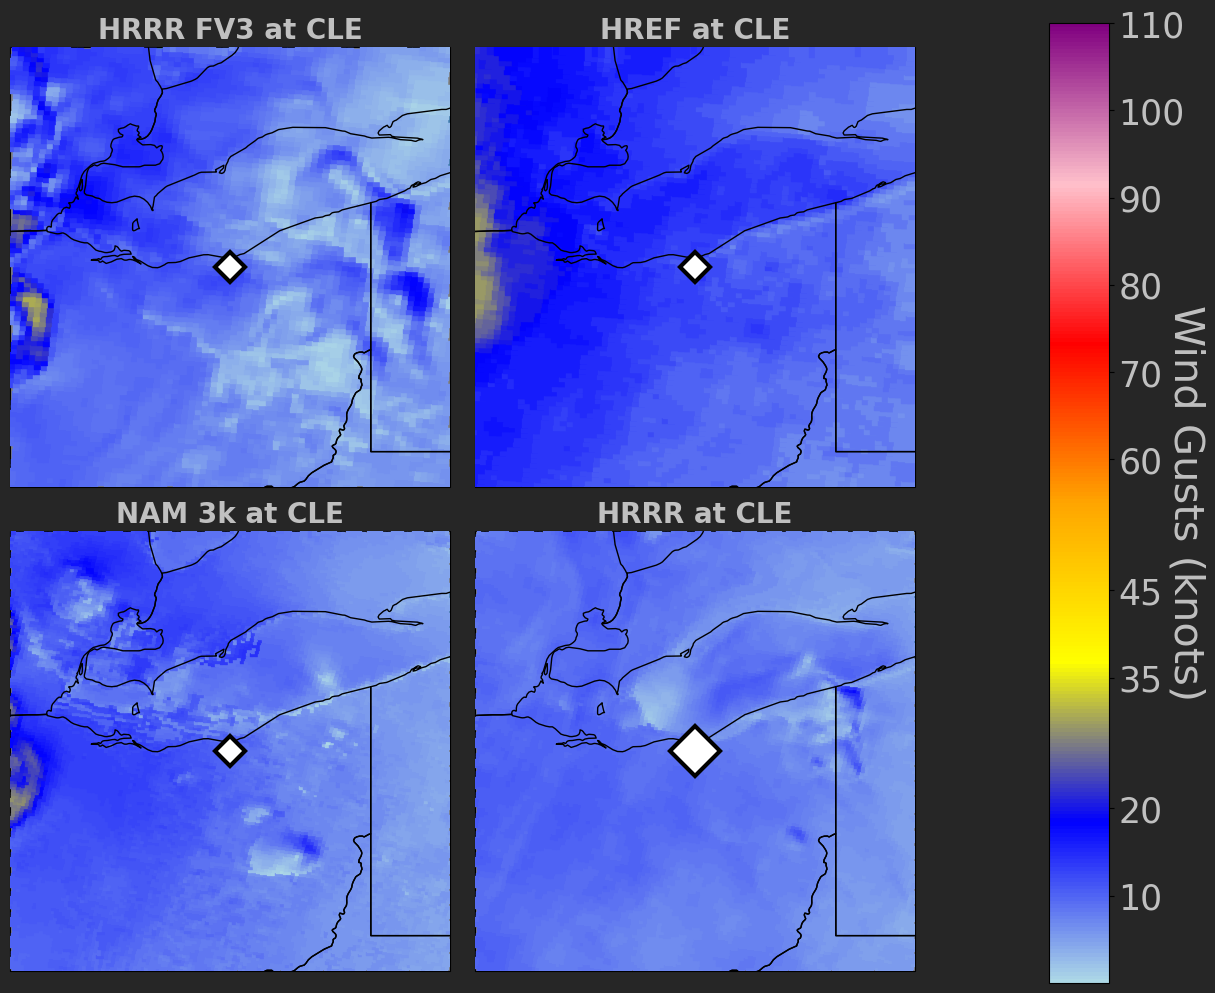 HRRR FV3 at CLE
HREF at CLE
NAM 3k at CLE
HRRR at CLE
110
100
90
80
70
60
45
35
20
10
Wind Gusts (knots)